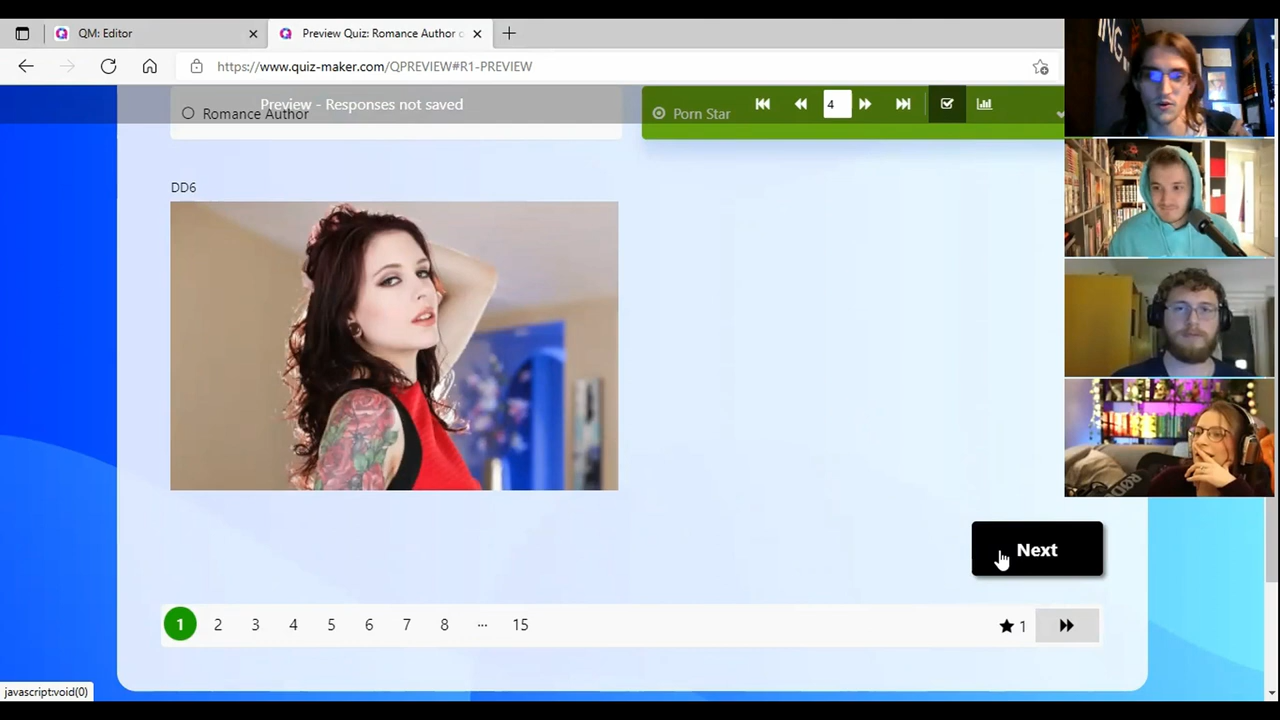 QM: Editor
Preview Quiz: Romance Author o
https://www.quiz-maker.com/QPREVIEW#R1-PREVIEW
Preview - Responses not saved
4
Romance Author
Porn Star
DD6
Next
1 2 3 4 5 6 7 8 ... 15
1
javascript:void(0)